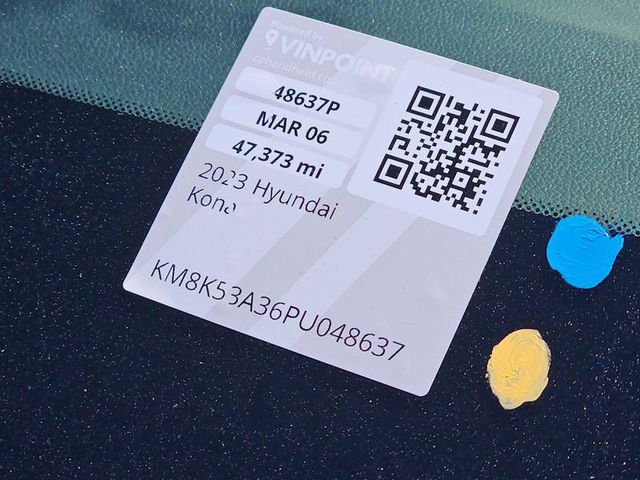 Powered by
VINPOINT
cphandheld.com
48637P
MAR 06
47,373 mi
2023 Hyundai
Kona
KM8K53A36PU048637